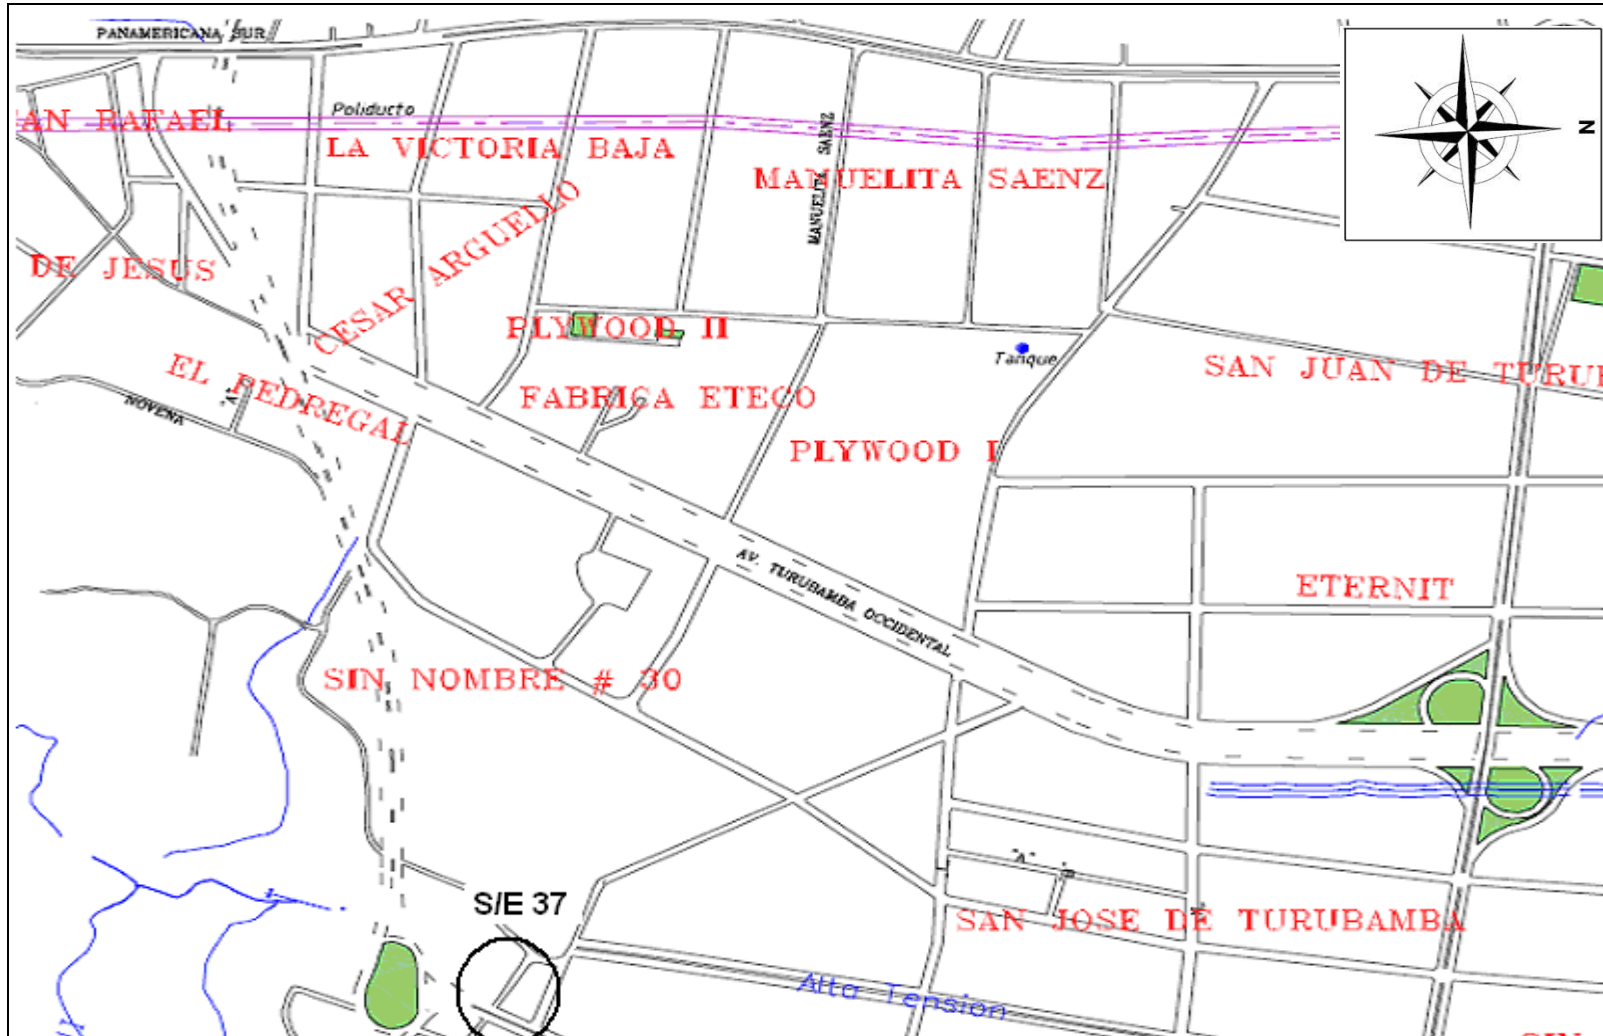 PANAMERICANA SUR
N
Poliducto
AN RAFAEL
LA VICTORIA BAJA
MANUELITA SAENZ
MANUELITA SAENZ
CESAR ARGUELLO
DE JESUS
PLYWOOD II
Tanque
EL PEDREGAL
SAN JUAN DE TURUB
"A"
FABRICA ETECO
NOVENA
PLYWOOD I
AV. TURUBAMBA OCCIDENTAL
ETERNIT
SIN NOMBRE # 30
"A"
S/E 37
SAN JOSE DE TURUBAMBA
Alta Tension